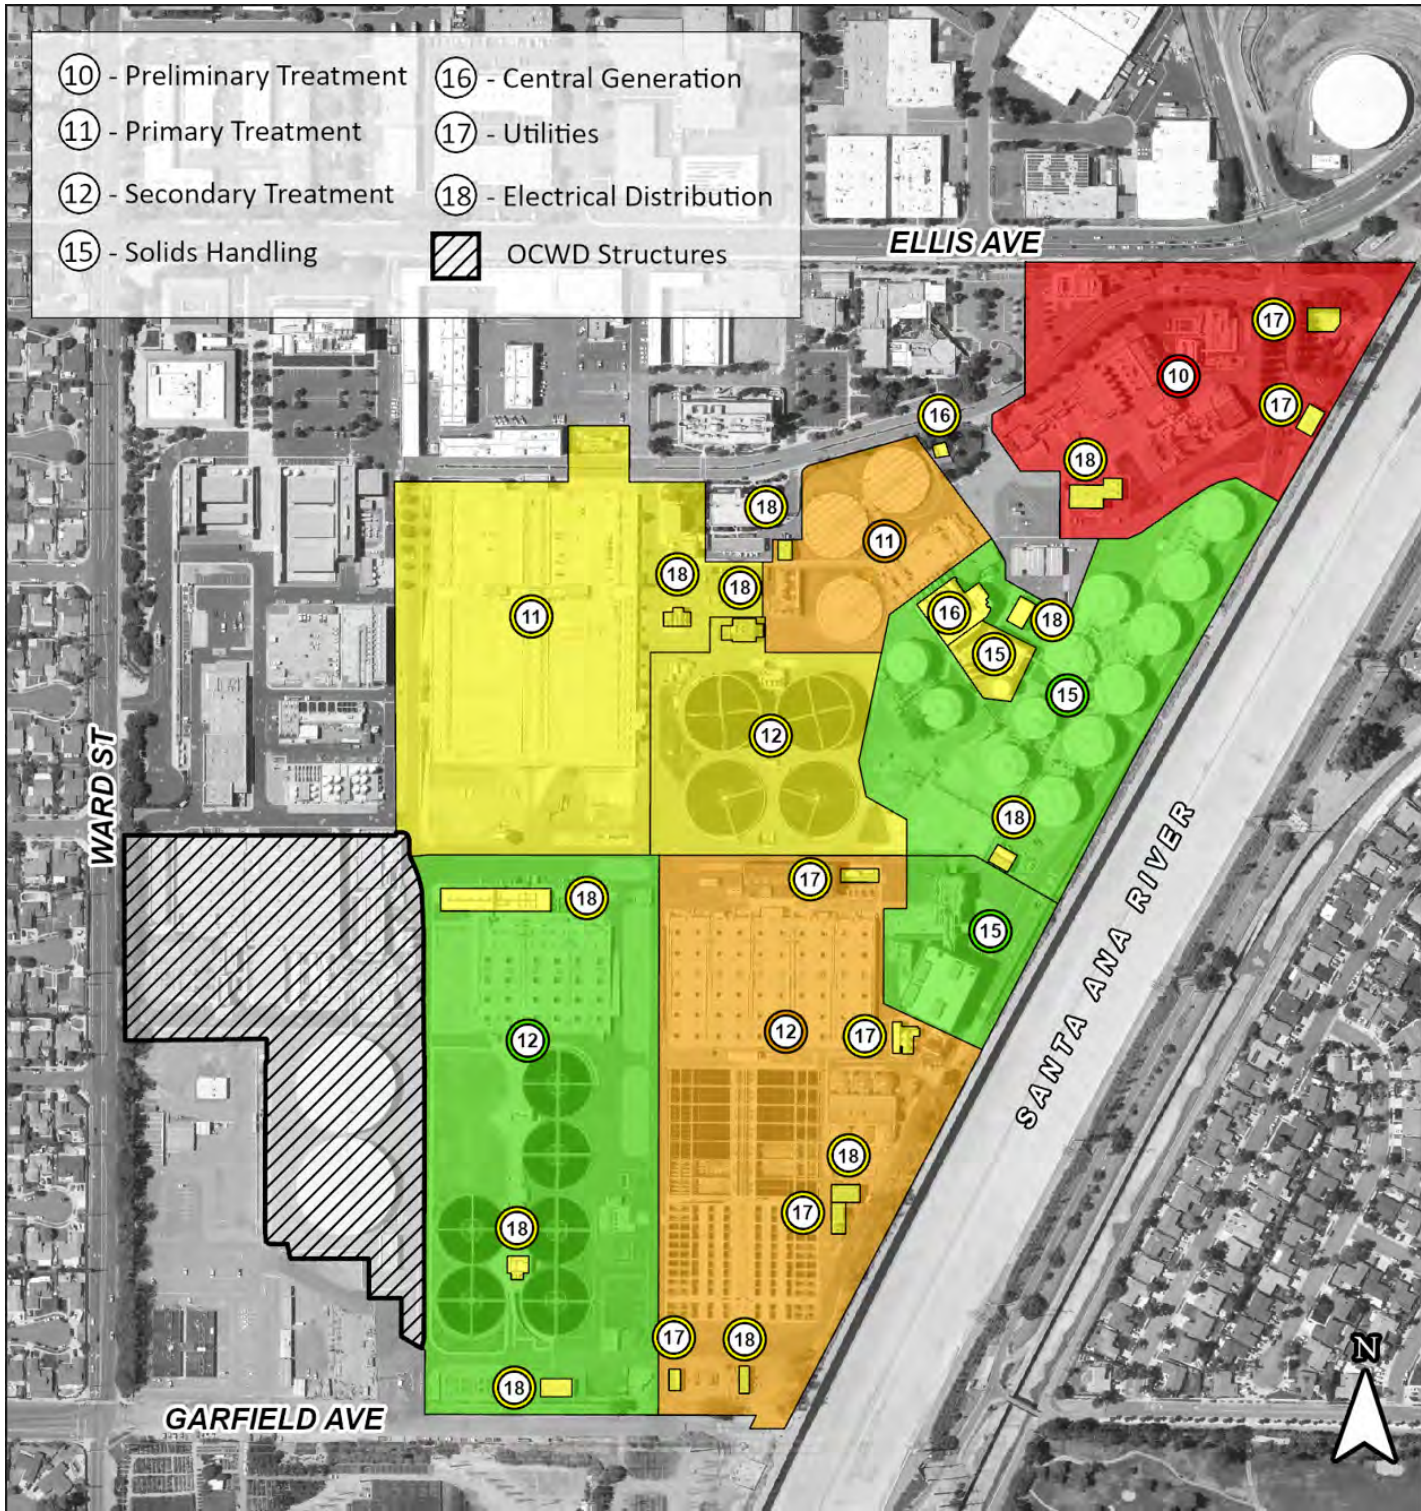 10 - Preliminary Treatment
11 - Primary Treatment
12 - Secondary Treatment
15 - Solids Handling
16 - Central Generation
17 - Utilities
18 - Electrical Distribution
OCWD Structures
ELLIS AVE
17
10
17
16
18
18
11
18
18
11
16
18
15
15
12
18
17
18
15
12
12
17
18
17
18
17
18
18
WARD ST
SANTA ANA RIVER
GARFIELD AVE
N